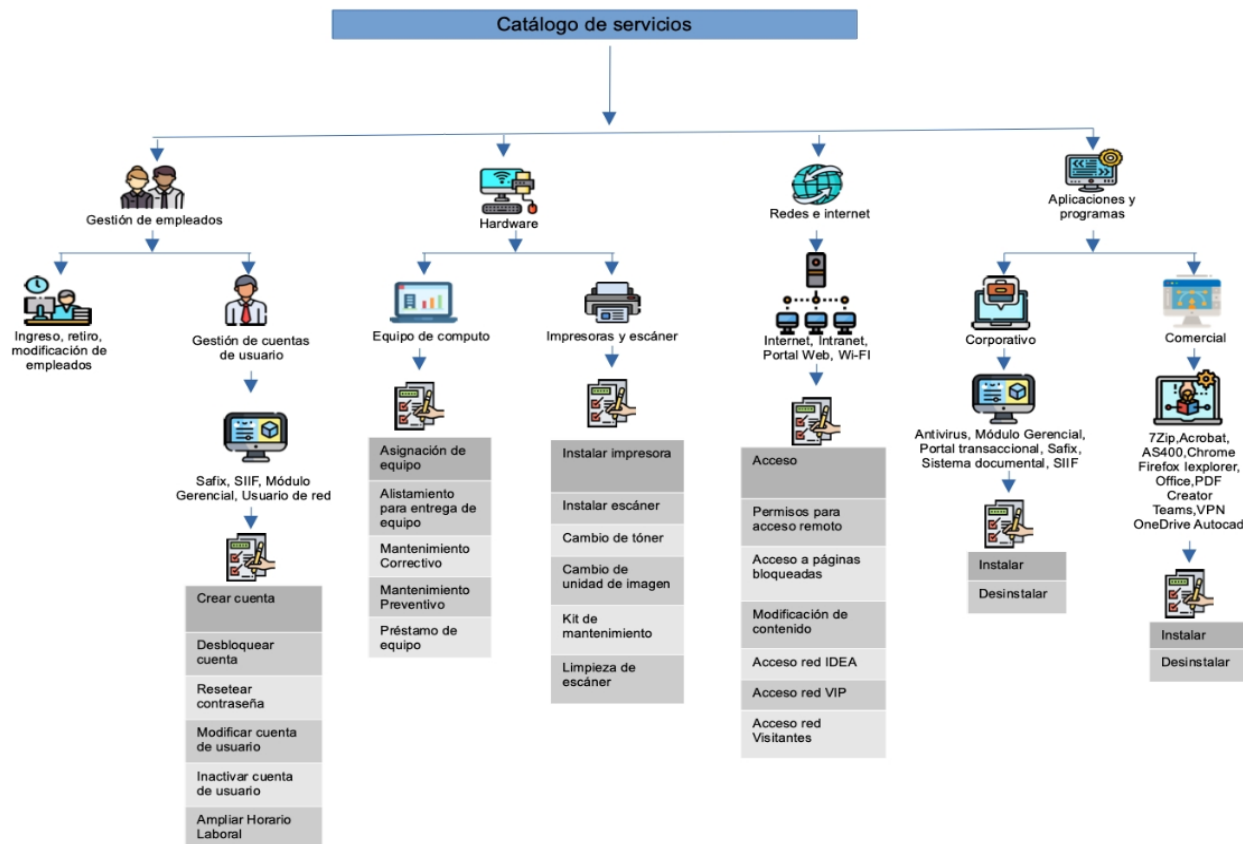 Catálogo de servicios
Gestión de empleados
Hardware
Redes e internet
Aplicaciones y
programas
Ingreso, retiro,
modificación de
empleados
Gestión de cuentas
de usuario
Equipo de computo
Impresoras y escáner
Internet, Intranet,
Portal Web, Wi-FI
Corporativo
Comercial
Safix, SIIF, Módulo
Gerencial, Usuario de red
Crear cuenta
Desbloquear
cuenta
Resetear
contraseña
Modificar cuenta
de usuario
Inactivar cuenta
de usuario
Ampliar Horario
Laboral
Asignación de
equipo
Alistamiento
para entrega de
equipo
Mantenimiento
Correctivo
Mantenimiento
Preventivo
Préstamo de
equipo
Instalar impresora
Instalar escáner
Cambio de tóner
Cambio de
unidad de imagen
Kit de
mantenimiento
Limpieza de
escáner
Acceso
Permisos para
acceso remoto
Acceso a páginas
bloqueadas
Modificación de
contenido
Acceso red IDEA
Acceso red VIP
Acceso red
Visitantes
Antivirus, Módulo Gerencial,
Portal transaccional, Safix,
Sistema documental, SIIF
Instalar
Desinstalar
7Zip,Acrobat,
AS400,Chrome
Firefox Iexplorer,
Office,PDF
Creator
Teams,VPN
OneDrive Autocad
Instalar
Desinstalar